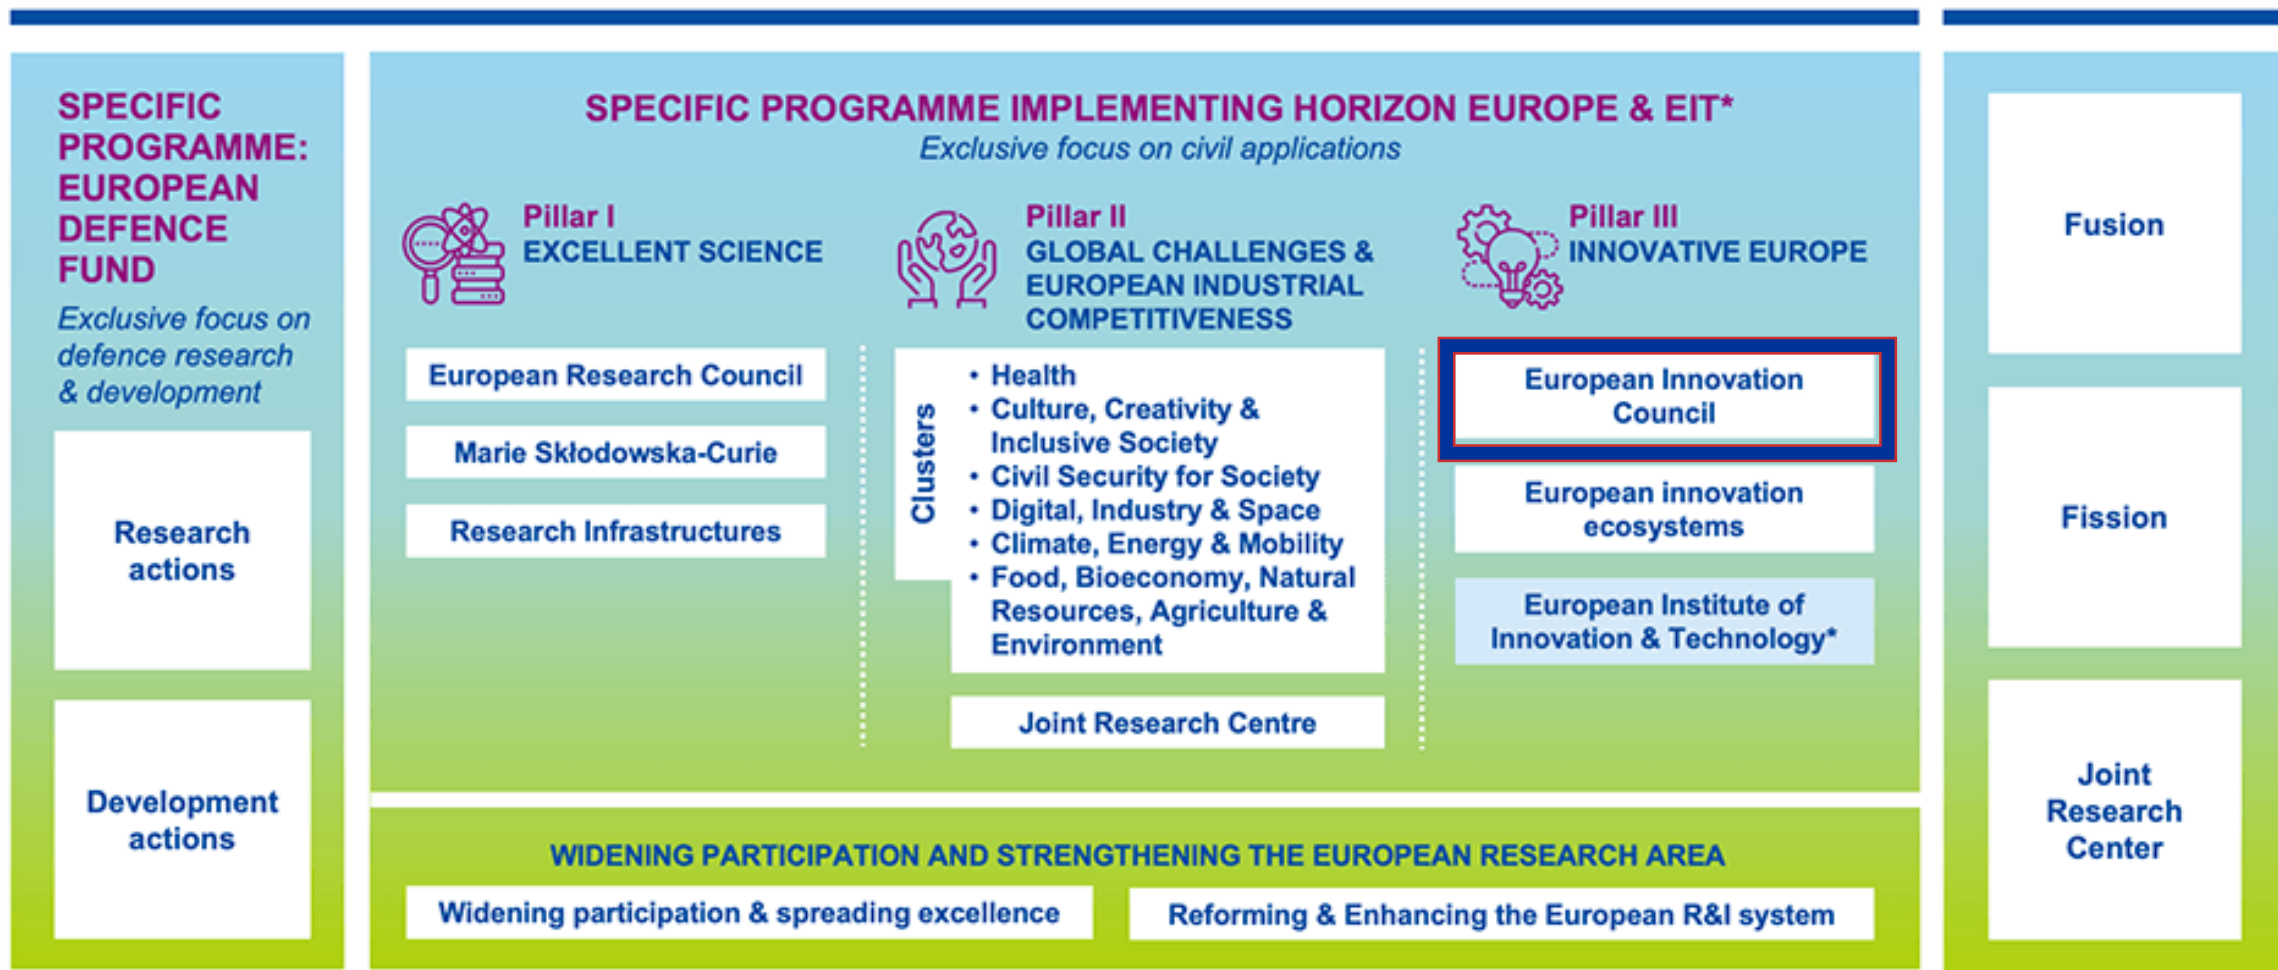 SPECIFIC
PROGRAMME:
EUROPEAN
DEFENCE
FUND
Exclusive focus on
defence research
& development
Research
actions
Development
actions
SPECIFIC PROGRAMME IMPLEMENTING HORIZON EUROPE & EIT*
Exclusive focus on civil applications
Pillar I
EXCELLENT SCIENCE
European Research Council
Marie Skłodowska-Curie
Research Infrastructures
Pillar II
GLOBAL CHALLENGES &
EUROPEAN INDUSTRIAL
COMPETITIVENESS
Clusters
• Health
• Culture, Creativity &
Inclusive Society
• Civil Security for Society
• Digital, Industry & Space
• Climate, Energy & Mobility
• Food, Bioeconomy, Natural
Resources, Agriculture &
Environment
Joint Research Centre
Pillar III
INNOVATIVE EUROPE
European Innovation
Council
European innovation
ecosystems
European Institute of
Innovation & Technology*
WIDENING PARTICIPATION AND STRENGTHENING THE EUROPEAN RESEARCH AREA
Widening participation & spreading excellence
Reforming & Enhancing the European R&I system
Fusion
Fission
Joint
Research
Center